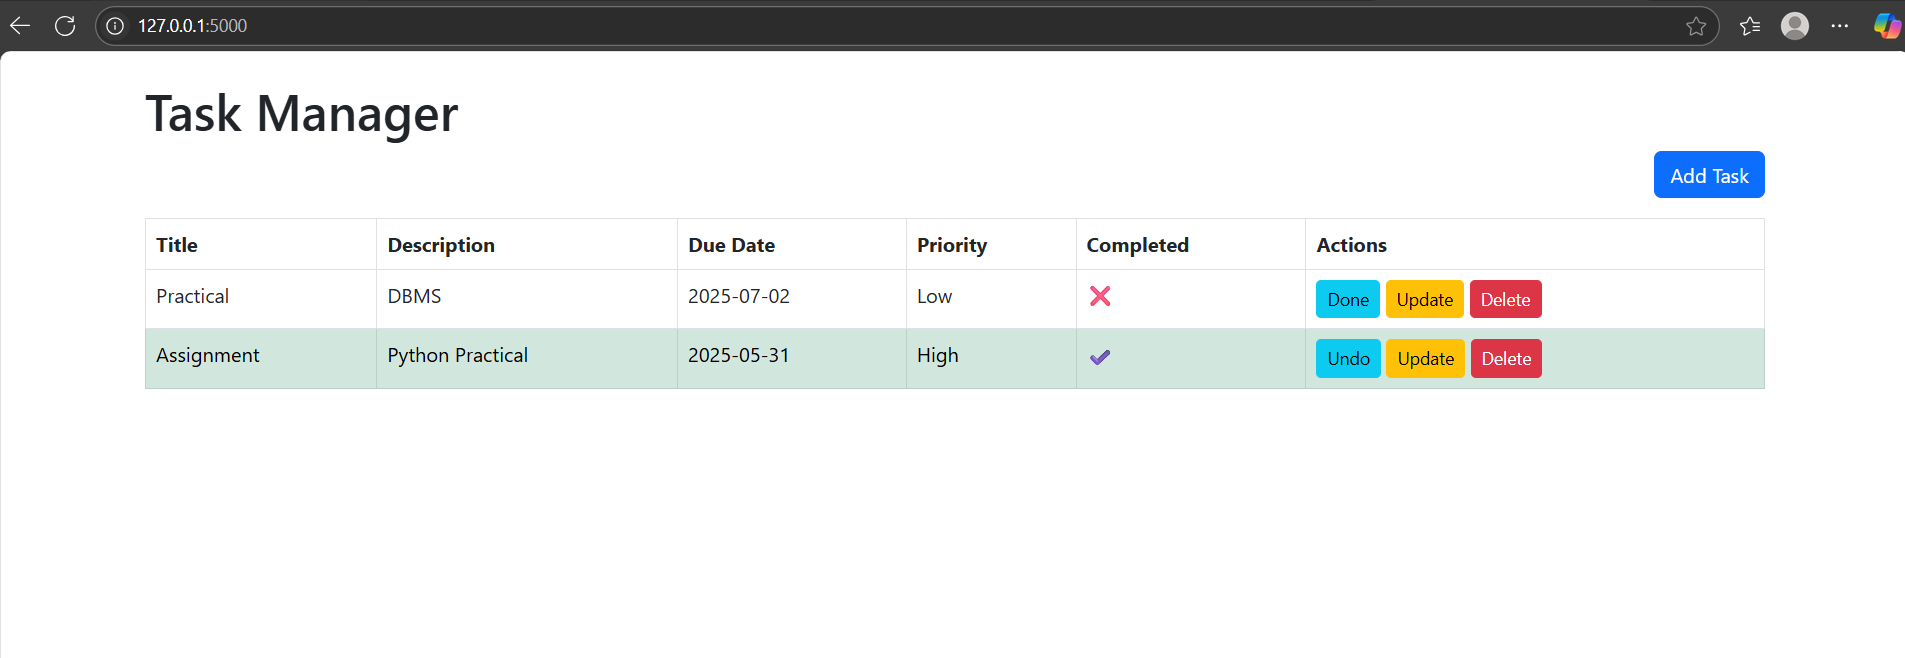 127.0.0.1:5000
Task Manager
Add Task
Title Description Due Date Priority Completed Actions
Practical DBMS 2025-07-02 Low ❌ Done Update Delete
Assignment Python Practical 2025-05-31 High ✔ Undo Update Delete